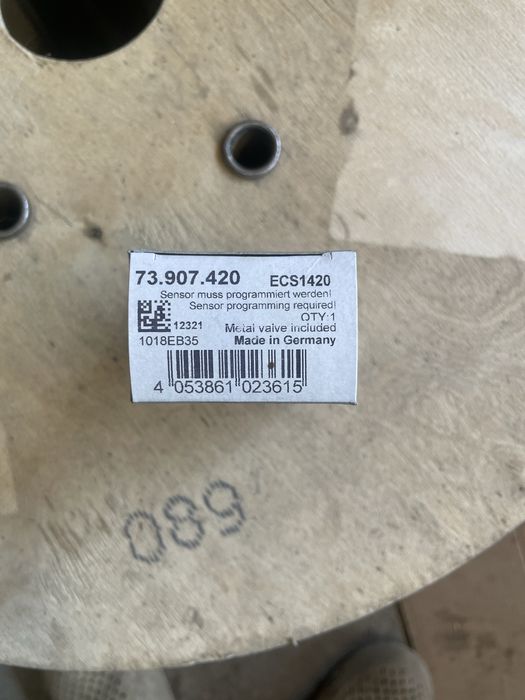 73.907.420 ECS1420
Sensor muss programmiert werden!
Sensor programming required!
QTY:1
12321 Metal valve included
1018EB35 Made in Germany
4 053861 023615
089